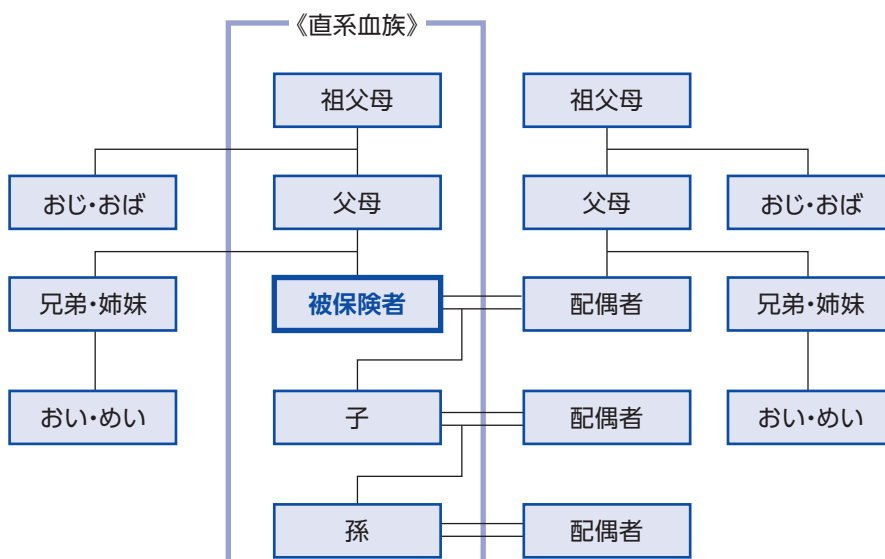 《直系血族》
祖父母
祖父母
おじ・おば
父母
父母
おじ・おば
兄弟・姉妹
被保険者
配偶者
兄弟・姉妹
おい・めい
子
配偶者
おい・めい
孫
配偶者